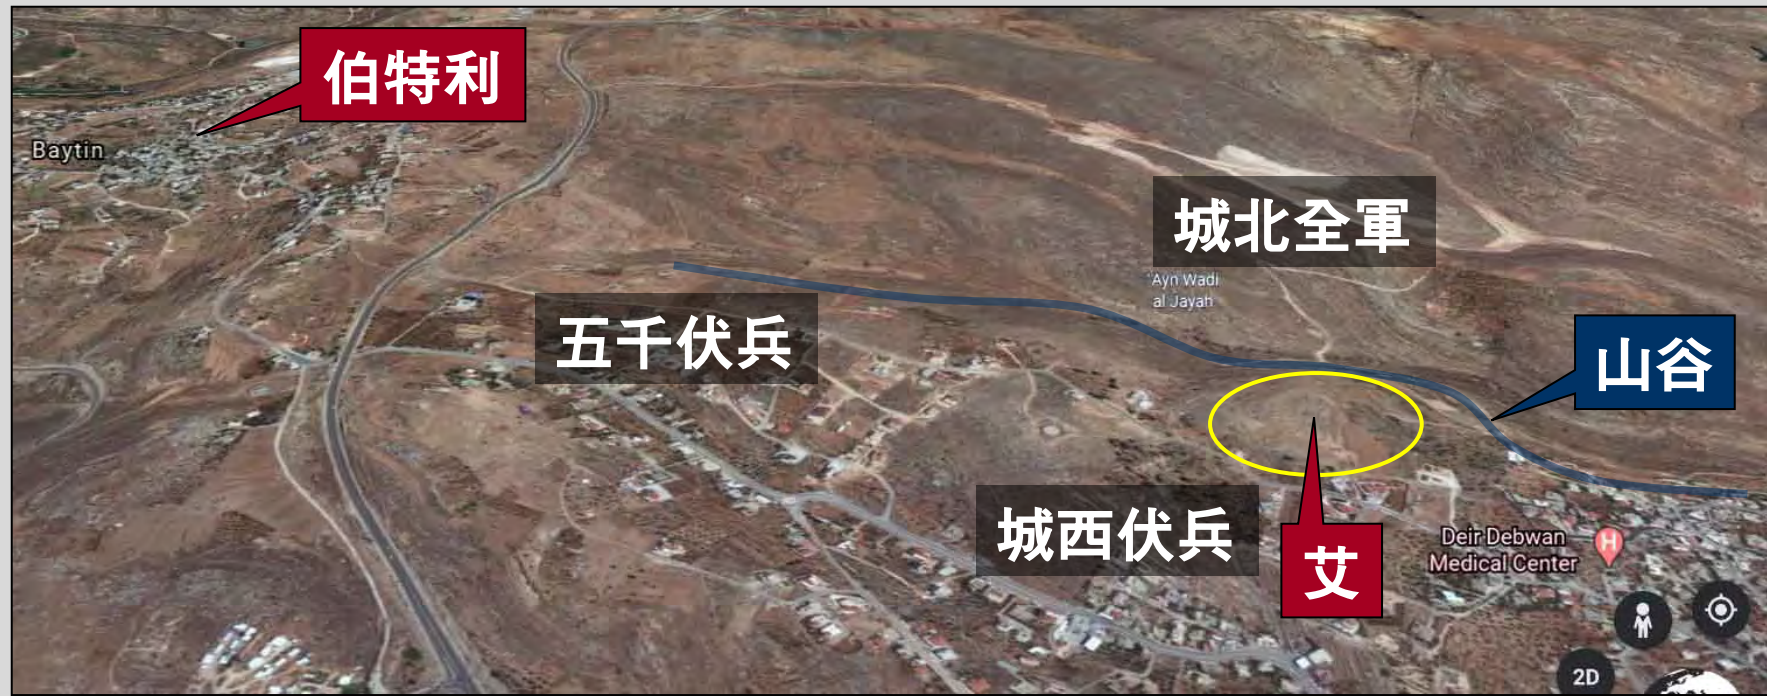 伯特利
Baytin
城北全軍
'Ayn Wadi
al Jayah
五千伏兵
山谷
城西伏兵
艾
Deir Debwan
Medical Center
H
2D